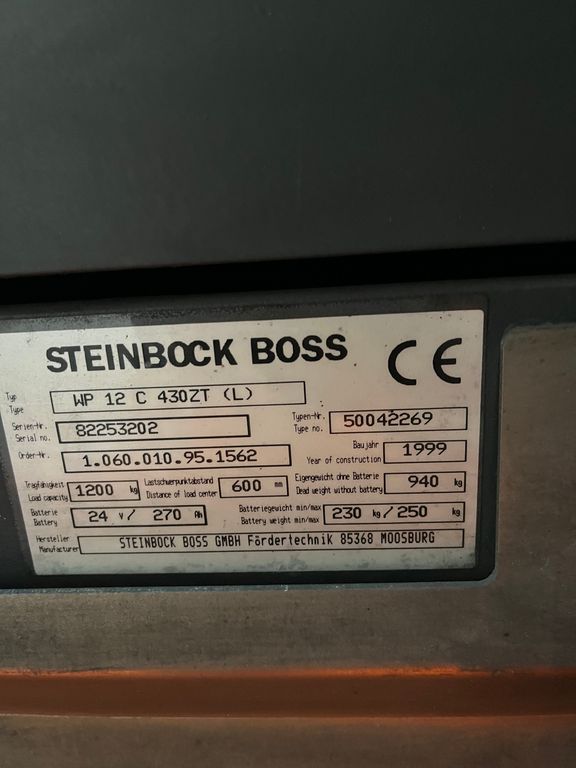 STEINBOCK BOSS CE
Typ
Type WP 12 C 430ZT (L)
Serien-Nr.
Serial no. 82253202 Typen-Nr.
Type no. 50042269
Order-Nr. 1.060.010.95.1562 Baujahr
Year of construction 1999
Tragfähigkeit
Load capacity 1200 kg Lastschwerpunktabstand
Distance of load center 600 mm Eigengewicht ohne Batterie
Dead weight without battery 940 kg
Batterie
Battery 24 V/ 270 Ah Batteriegewicht min/max
Battery weight min/max 230 kg/250 kg
Hersteller
Manufacturer STEINBOCK BOSS GMBH Fördertechnik 85368 MOOSBURG